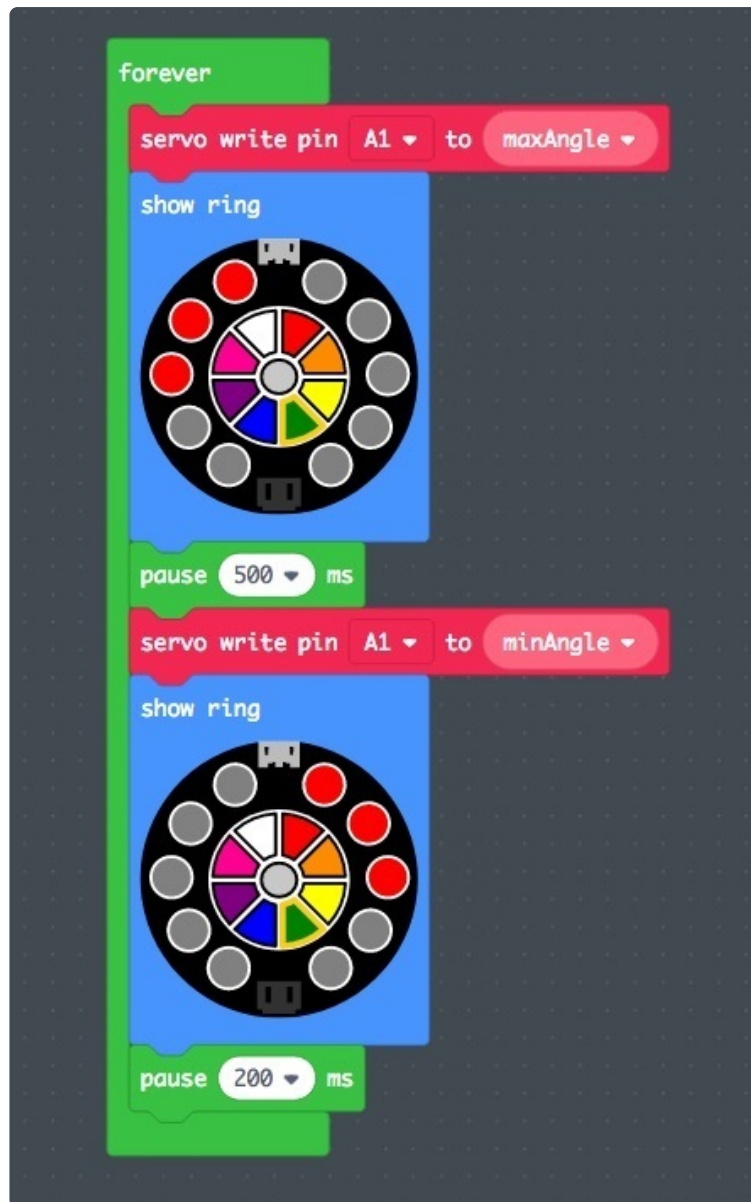 forever
servo write pin A1 to maxAngle
show ring
pause 500 ms
servo write pin A1 to minAngle
show ring
pause 200 ms